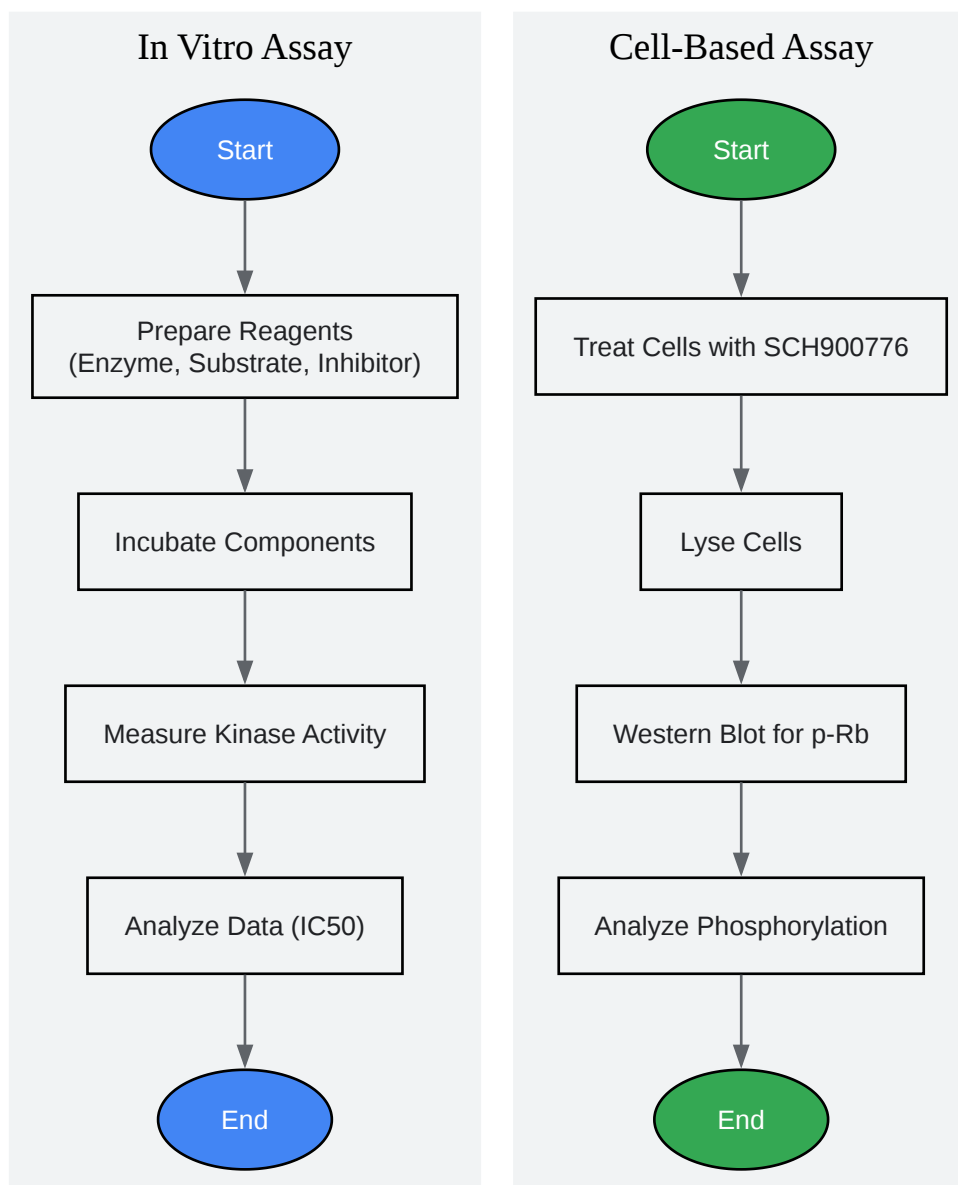 In Vitro Assay
Start
Prepare Reagents
(Enzyme, Substrate, Inhibitor)
Incubate Components
Measure Kinase Activity
Analyze Data (IC50)
End
Cell-Based Assay
Start
Treat Cells with SCH900776
Lyse Cells
Western Blot for p-Rb
Analyze Phosphorylation
End